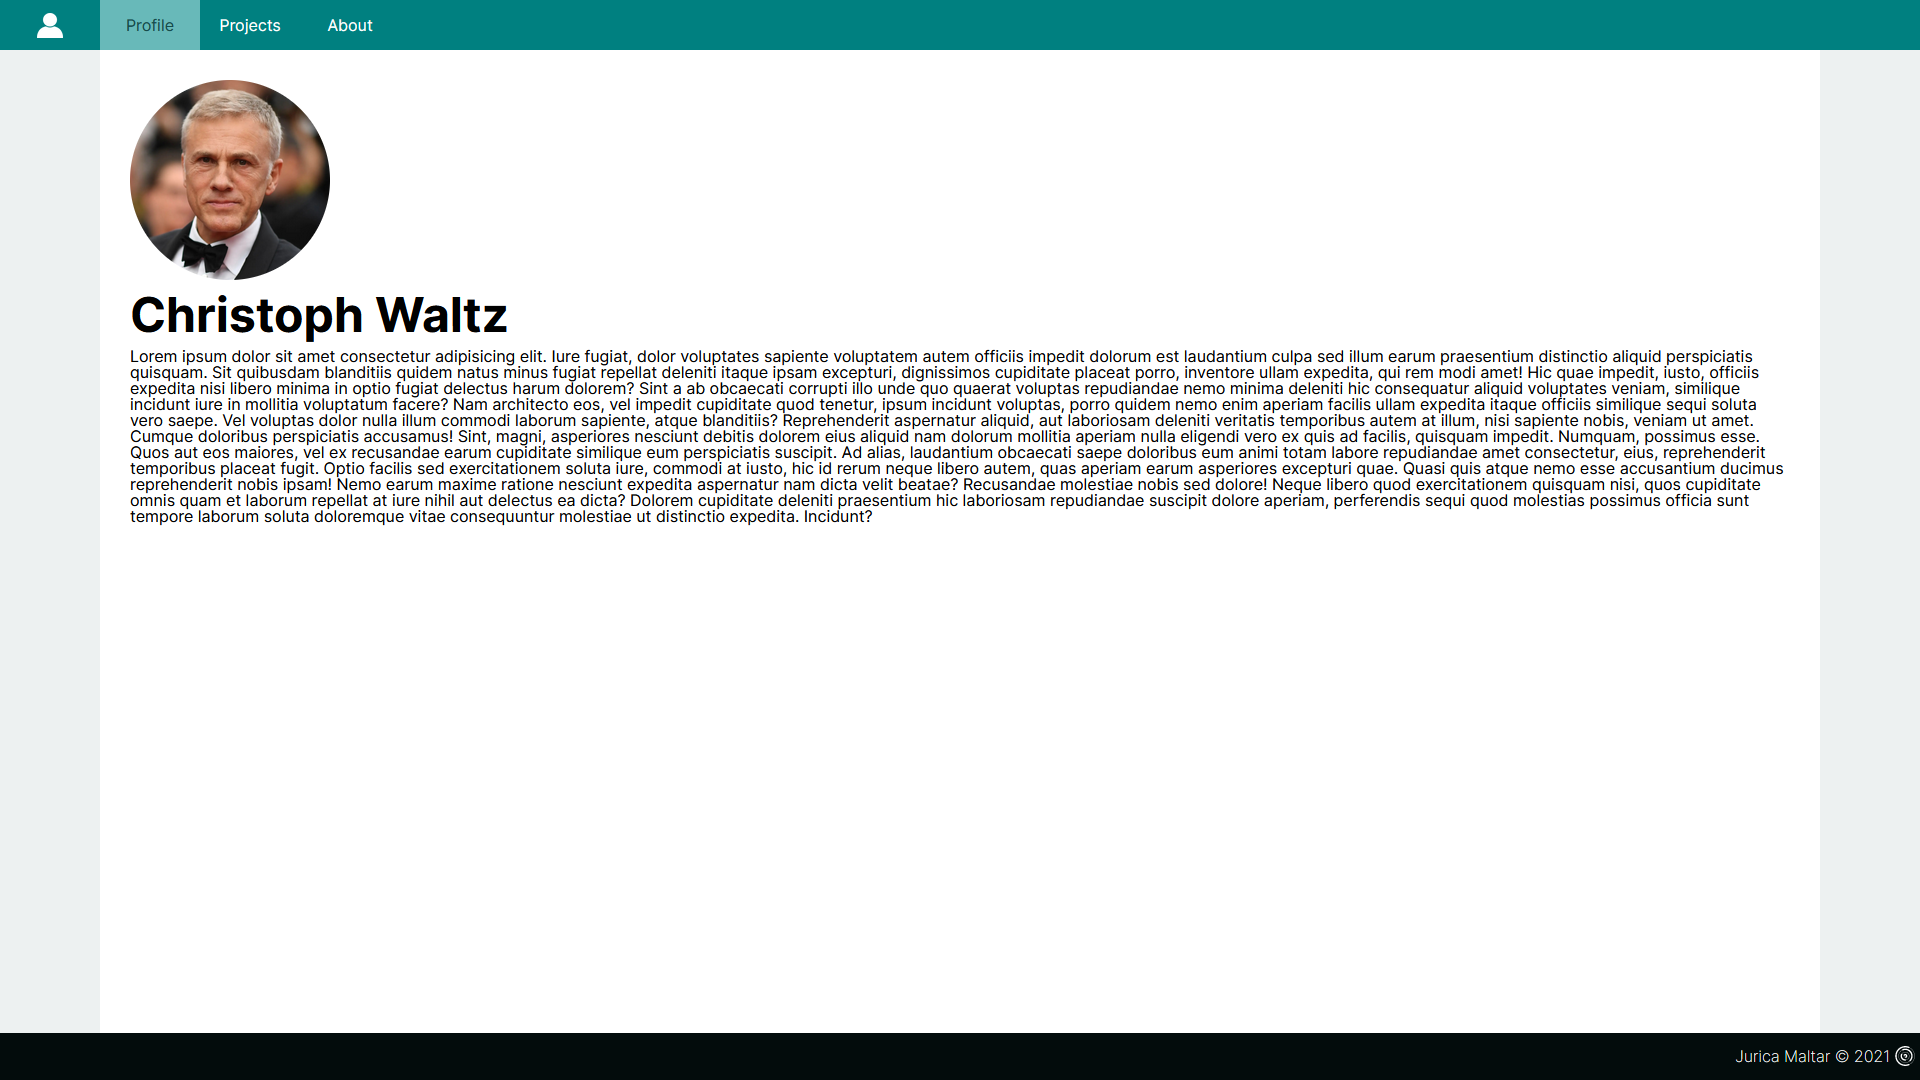 Profile
Projects
About
Christoph Waltz
Lorem ipsum dolor sit amet consectetur adipisicing elit. Iure fugiat, dolor voluptates sapiente voluptatem autem officiis impedit dolorum est laudantium culpa sed illum earum praesentium distinctio aliquid perspiciatis
quisquam. Sit quibusdam blanditiis quidem natus minus fugiat repellat deleniti itaque ipsam excepturi, dignissimos cupiditate placeat porro, inventore ullam expedita, qui rem modi amet! Hic quae impedit, iusto, officiis
expedita nisi libero minima in optio fugiat delectus harum dolorem? Sint a ab obcaecati corrupti illo unde quo quaerat voluptas repudiandae nemo minima deleniti hic consequatur aliquid voluptates veniam, similique
incidunt iure in mollitia voluptatum facere? Nam architecto eos, vel impedit cupiditate quod tenetur, ipsum incidunt voluptas, porro quidem nemo enim aperiam facilis ullam expedita itaque officiis similique sequi soluta
vero saepe. Vel voluptas dolor nulla illum commodi laborum sapiente, atque blanditiis? Reprehenderit aspernatur aliquid, aut laboriosam deleniti veritatis temporibus autem at illum, nisi sapiente nobis, veniam ut amet.
Cumque doloribus perspiciatis accusamus! Sint, magni, asperiores nesciunt debitis dolorem eius aliquid nam dolorum mollitia aperiam nulla eligendi vero ex quis ad facilis, quisquam impedit. Numquam, possimus esse.
Quos aut eos maiores, vel ex recusandae earum cupiditate similique eum perspiciatis suscipit. Ad alias, laudantium obcaecati saepe doloribus eum animi totam labore repudiandae amet consectetur, eius, reprehenderit
temporibus placeat fugit. Optio facilis sed exercitationem soluta iure, commodi at iusto, hic id rerum neque libero autem, quas aperiam earum asperiores excepturi quae. Quasi quis atque nemo esse accusantium ducimus
reprehenderit nobis ipsam! Nemo earum maxime ratione nesciunt expedita aspernatur nam dicta velit beatae? Recusandae molestiae nobis sed dolore! Neque libero quod exercitationem quisquam nisi, quos cupiditate
omnis quam et laborum repellat at iure nihil aut delectus ea dicta? Dolorem cupiditate deleniti praesentium hic laboriosam repudiandae suscipit dolore aperiam, perferendis sequi quod molestias possimus officia sunt
tempore laborum soluta doloremque vitae consequuntur molestiae ut distinctio expedita. Incidunt?
Jurica Maltar © 2021